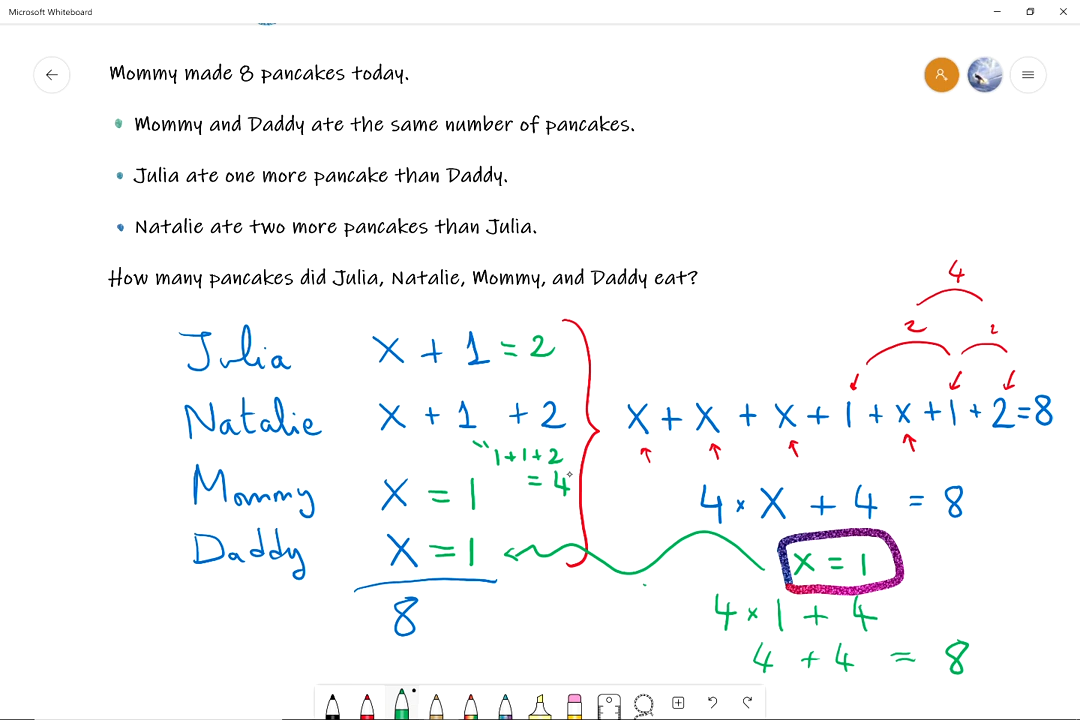 Microsoft Whiteboard
Mommy made 8 pancakes today.
Mommy and Daddy ate the same number of pancakes.
Julia ate one more pancake than Daddy.
Natalie ate two more pancakes than Julia.
How many pancakes did Julia, Natalie, Mommy, and Daddy eat?
4
2 2
Julia x + 1 = 2
Natalie x + 1 + 2
x + x + x + 1 + x + 1 + 2 = 8
1 + 1 + 2
= 4
Mommy x = 1
4 × x + 4 = 8
Daddy x = 1
x = 1
8
4 × 1 + 4
4 + 4 = 8